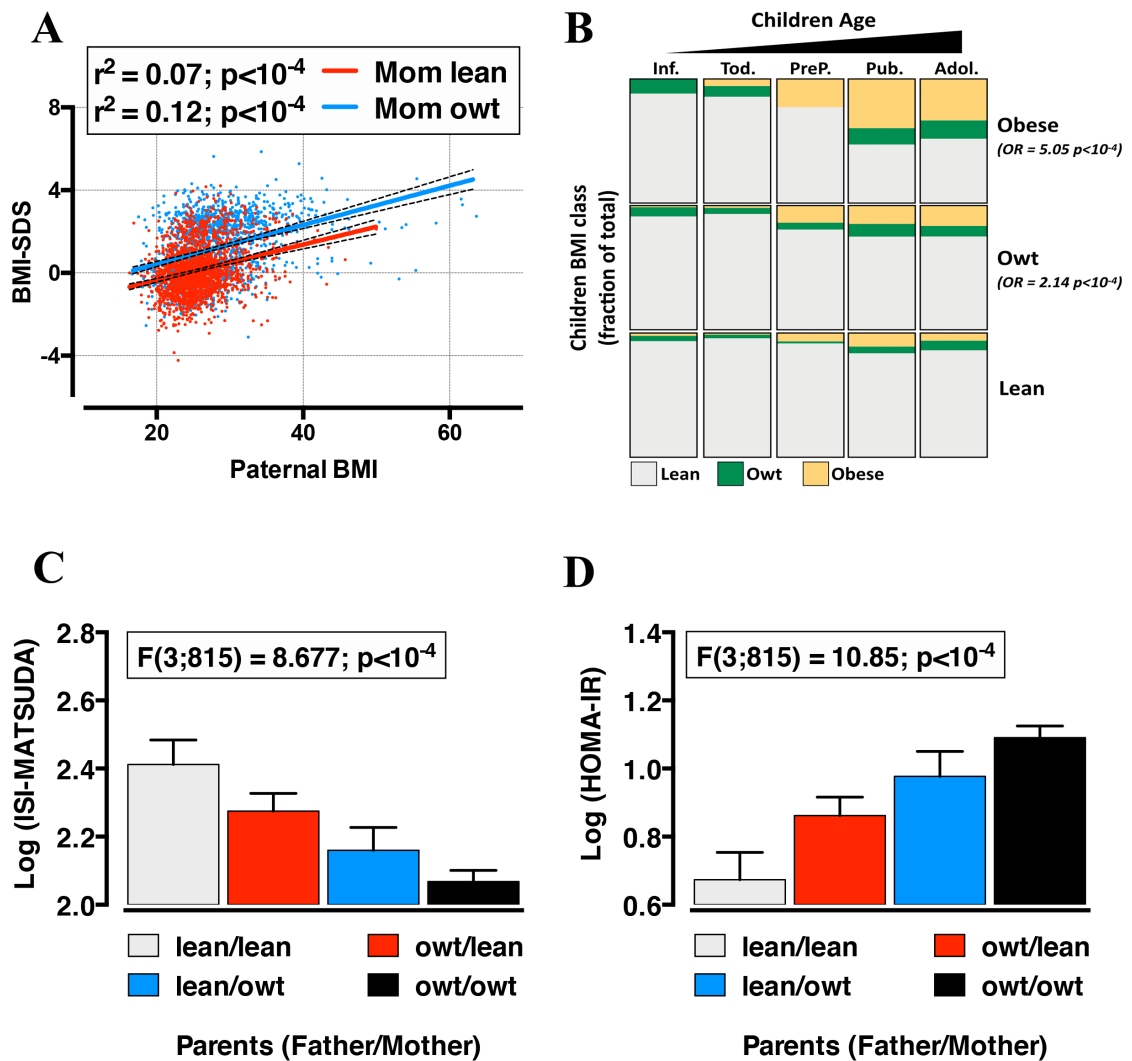 A
r² = 0.07; p<10⁻⁴ Mom lean
r² = 0.12; p<10⁻⁴ Mom owt
8
4
0
-4
BMI-SDS
20 40 60
Paternal BMI
B
Children Age
Inf. Tod. PreP. Pub. Adol.
Children BMI class
(fraction of total)
Obese
(OR = 5.05 p<10⁻⁴)
Owt
(OR = 2.14 p<10⁻⁴)
Lean
Lean Owt Obese
C
F(3;815) = 8.677; p<10⁻⁴
2.8
2.6
2.4
2.2
2.0
Log (ISI-MATSUDA)
lean/lean owt/lean
lean/owt owt/owt
Parents (Father/Mother)
D
F(3;815) = 10.85; p<10⁻⁴
1.4
1.2
1.0
0.8
0.6
Log (HOMA-IR)
lean/lean owt/lean
lean/owt owt/owt
Parents (Father/Mother)